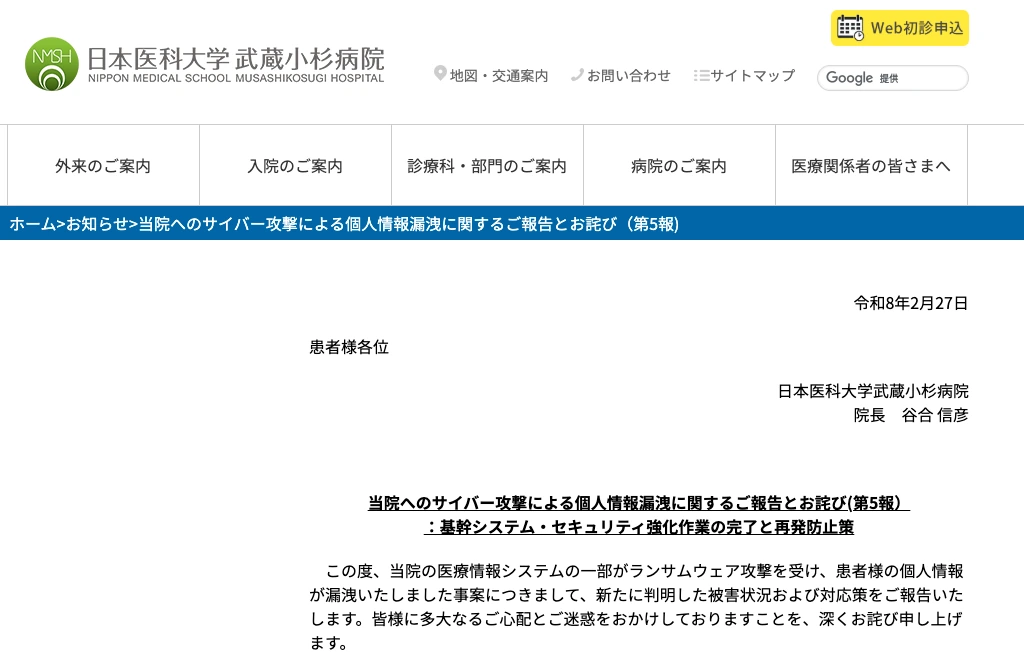 Web初診申込
NMSH
日本医科大学 武蔵小杉病院
NIPPON MEDICAL SCHOOL MUSASHIKOSUGI HOSPITAL
地図・交通案内
お問い合わせ
サイトマップ
Google 提供
外来のご案内
入院のご案内
診療科・部門のご案内
病院のご案内
医療関係者の皆さまへ
ホーム>お知らせ>当院へのサイバー攻撃による個人情報漏洩に関するご報告とお詫び（第5報)
令和8年2月27日
患者様各位
日本医科大学武蔵小杉病院
院長　谷合 信彦
当院へのサイバー攻撃による個人情報漏洩に関するご報告とお詫び(第5報）
：基幹システム・セキュリティ強化作業の完了と再発防止策
この度、当院の医療情報システムの一部がランサムウェア攻撃を受け、患者様の個人情報
が漏洩いたしました事案につきまして、新たに判明した被害状況および対応策をご報告いた
します。皆様に多大なるご心配とご迷惑をおかけしておりますことを、深くお詫び申し上げ
ます。